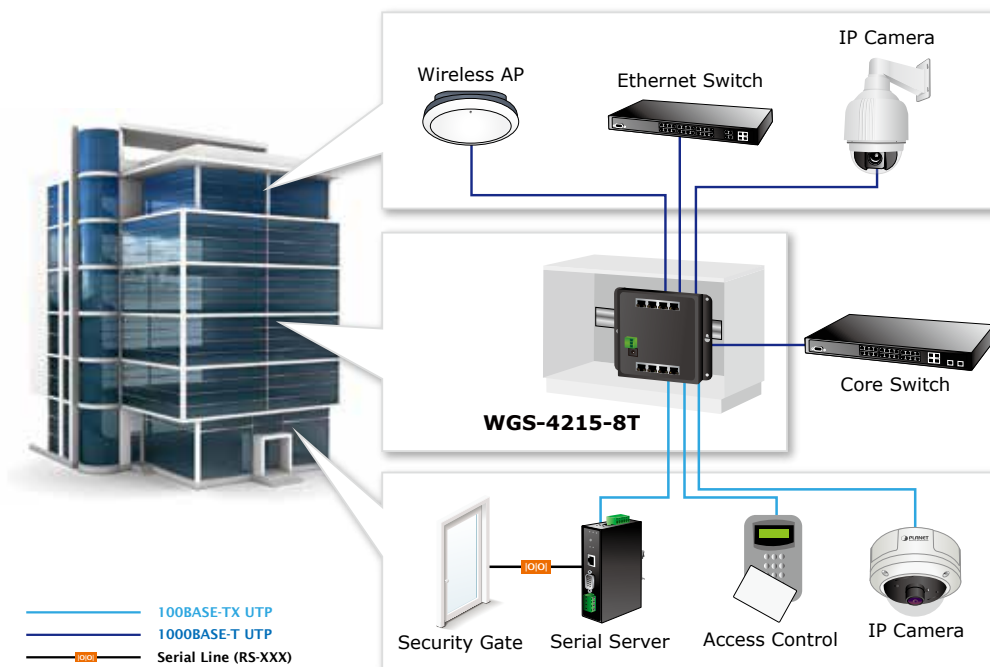 IP Camera
Wireless AP
Ethernet Switch
WGS-4215-8T
Core Switch
PLANET
Security Gate
Serial Server
Access Control
IP Camera
|O|O|
100BASE-TX UTP
1000BASE-T UTP
|O|O|
Serial Line (RS-XXX)